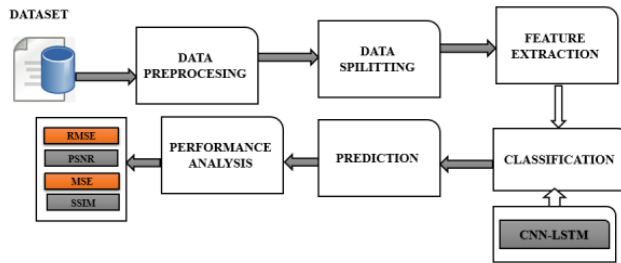 DATASET
DATA
PREPROCESING
DATA
SPILITTING
FEATURE
EXTRACTION
CLASSIFICATION
CNN-LSTM
PREDICTION
PERFORMANCE
ANALYSIS
RMSE
PSNR
MSE
SSIM